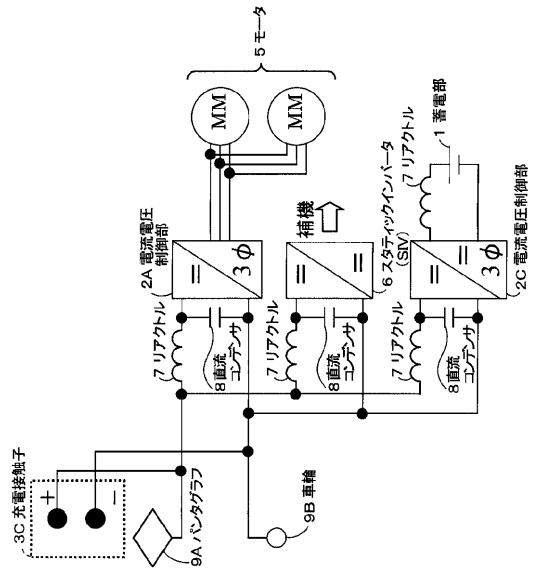 3C 充電接触子
+
−
9A パンタグラフ
9B 車輪
7 リアクトル
8直流
コンデンサ
2A 電流電圧
制御部
=
3φ
MM
MM
5 モータ
7 リアクトル
8直流
コンデンサ
=
=
補機
6 スタティックインバータ
(SIV)
7 リアクトル
8直流
コンデンサ
=
=
3φ
2C 電流電圧制御部
7 リアクトル
1 蓄電部